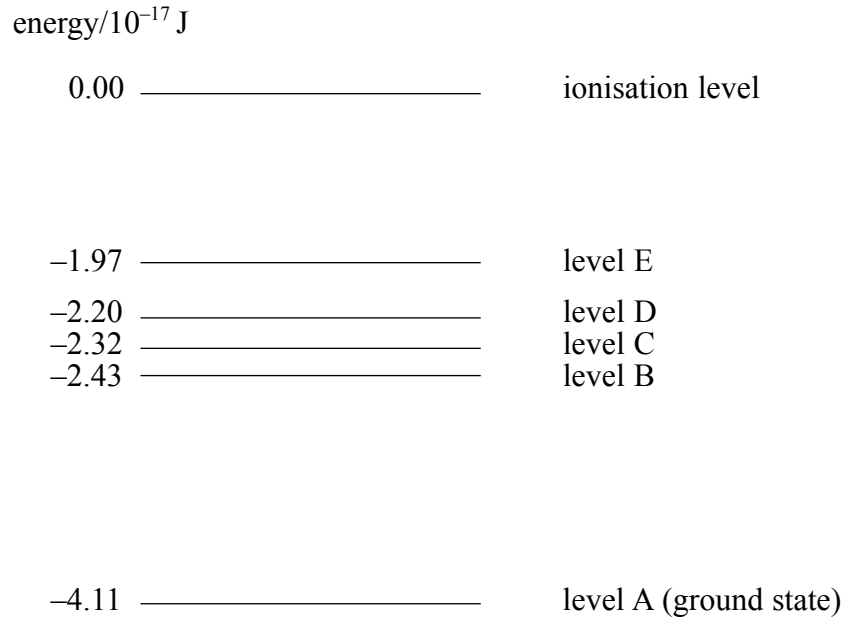 energy/10⁻¹⁷ J
0.00 ionisation level
–1.97 level E
–2.20 level D
–2.32 level C
–2.43 level B
–4.11 level A (ground state)